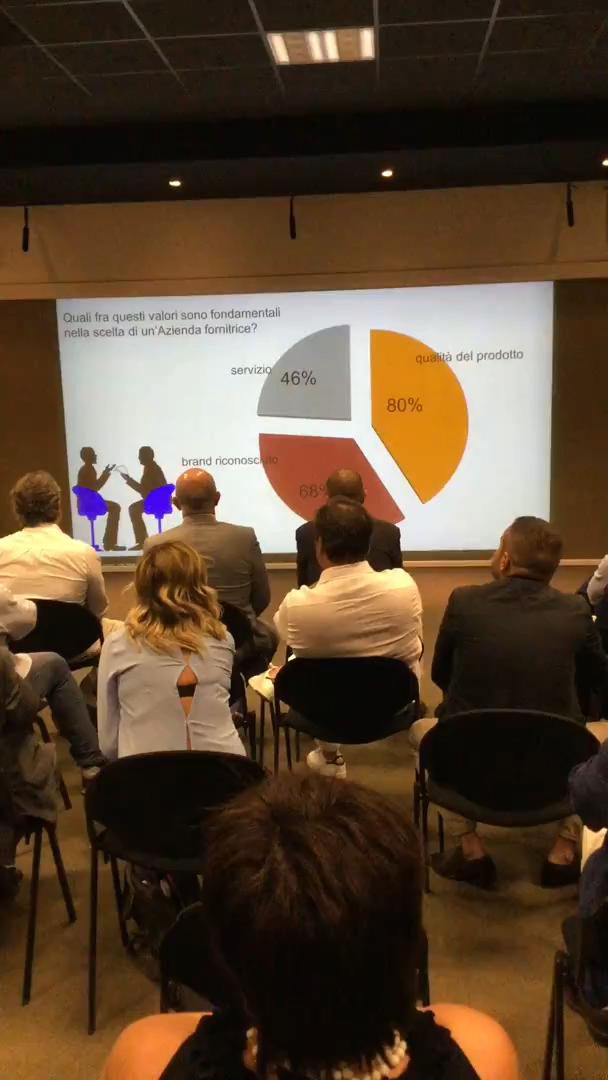 Quali fra questi valori sono fondamentali
nella scelta di un'Azienda fornitrice?
qualità del prodotto
servizio
46%
80%
brand riconosciuto
68%